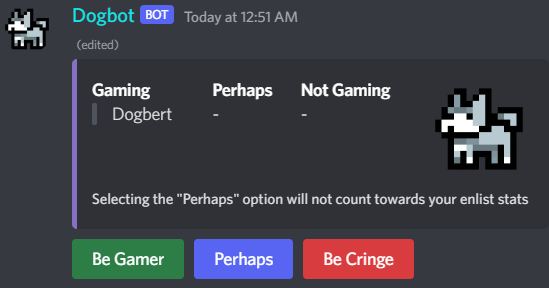 Dogbot BOT Today at 12:51 AM
(edited)
Gaming Perhaps Not Gaming
Dogbert - -
Selecting the "Perhaps" option will not count towards your enlist stats
Be Gamer Perhaps Be Cringe